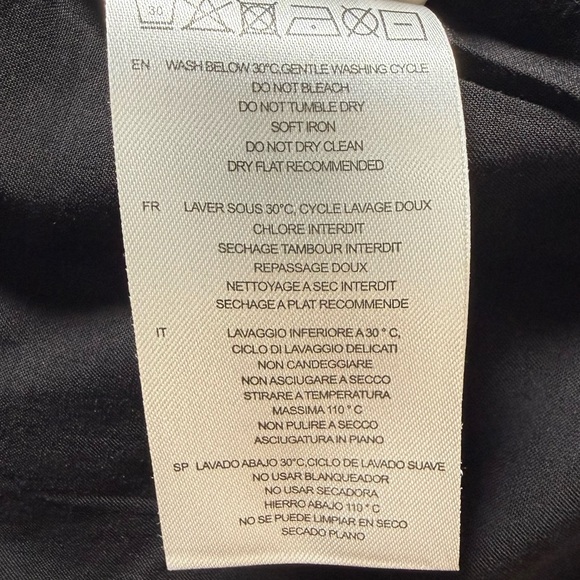 30
EN WASH BELOW 30°C,GENTLE WASHING CYCLE
DO NOT BLEACH
DO NOT TUMBLE DRY
SOFT IRON
DO NOT DRY CLEAN
DRY FLAT RECOMMENDED
FR LAVER SOUS 30°C, CYCLE LAVAGE DOUX
CHLORE INTERDIT
SECHAGE TAMBOUR INTERDIT
REPASSAGE DOUX
NETTOYAGE A SEC INTERDIT
SECHAGE A PLAT RECOMMENDE
IT LAVAGGIO INFERIORE A 30 ° C,
CICLO DI LAVAGGIO DELICATI
NON CANDEGGIARE
NON ASCIUGARE A SECCO
STIRARE A TEMPERATURA
MASSIMA 110 ° C
NON PULIRE A SECCO
ASCIUGATURA IN PIANO
SP LAVADO ABAJO 30°C,CICLO DE LAVADO SUAVE
NO USAR BLANQUEADOR
NO USAR SECADORA
HIERRO ABAJO 110 ° C
NO SE PUEDE LIMPIAR EN SECO
SECADO PLANO